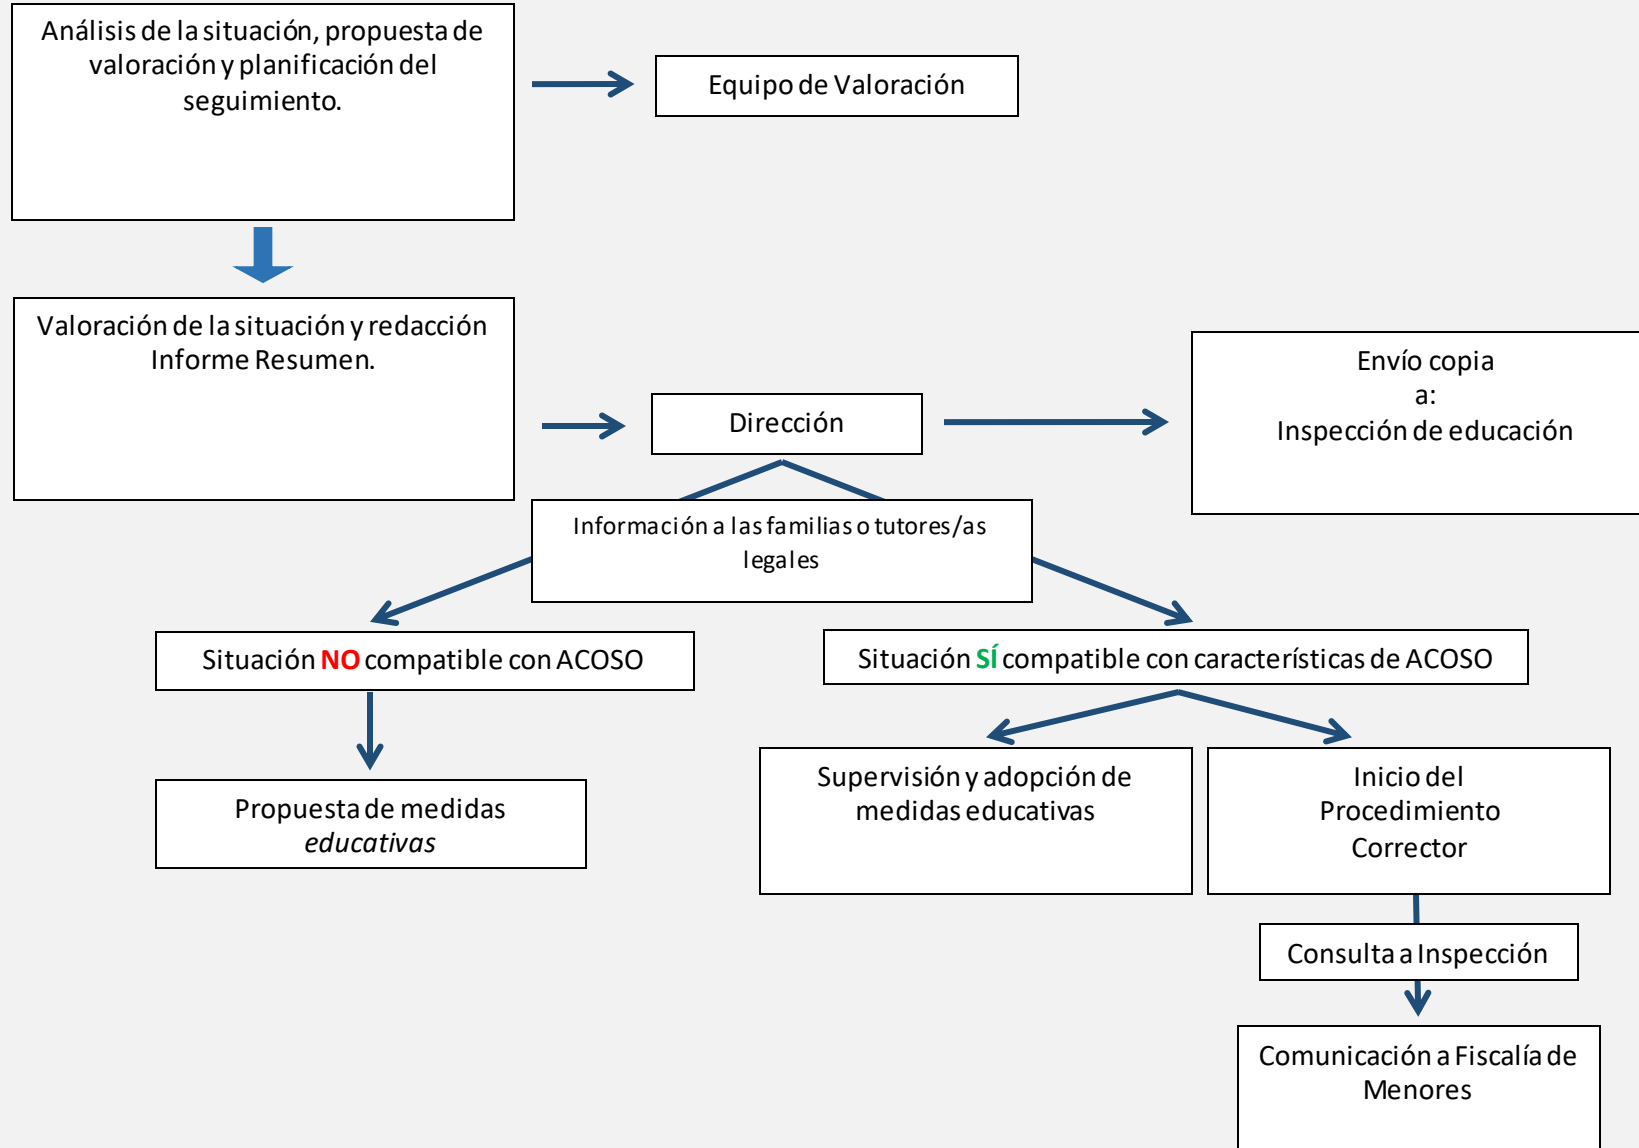 Análisis de la situación, propuesta de
valoración y planificación del
seguimiento.
Equipo de Valoración
Valoración de la situación y redacción
Informe Resumen.
Dirección
Envío copia
a:
Inspección de educación
Información a las familias o tutores/as
legales
Situación NO compatible con ACOSO
Situación SÍ compatible con características de ACOSO
Propuesta de medidas
educativas
Supervisión y adopción de
medidas educativas
Inicio del
Procedimiento
Corrector
Consulta a Inspección
Comunicación a Fiscalía de
Menores